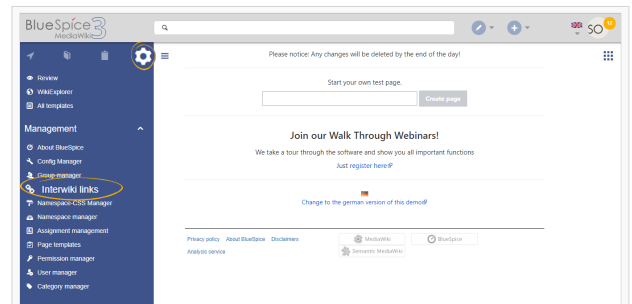 BlueSpice 3
MediaWiki
SO
12
Review
WikiExplorer
All templates
Management
About BlueSpice
Config Manager
Group manager
Interwiki links
Namespace-CSS Manager
Namespace manager
Assignment management
Page templates
Permission manager
User manager
Category manager
Please notice: Any changes will be deleted by the end of the day!
Start your own test page.
Create page
Join our Walk Through Webinars!
We take a tour through the software and show you all important functions
Just register here
Change to the german version of this demo
Privacy policy About BlueSpice Disclaimers
Analysis service
MediaWiki
BlueSpice
Semantic MediaWiki